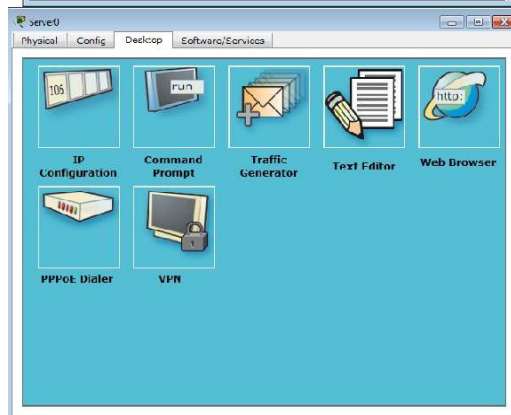 Server0
Physical Config Desktop Software/Services
106
run
http:
IP Configuration
Command Prompt
Traffic Generator
Text Editor
Web Browser
PPPoE Dialer
VPN